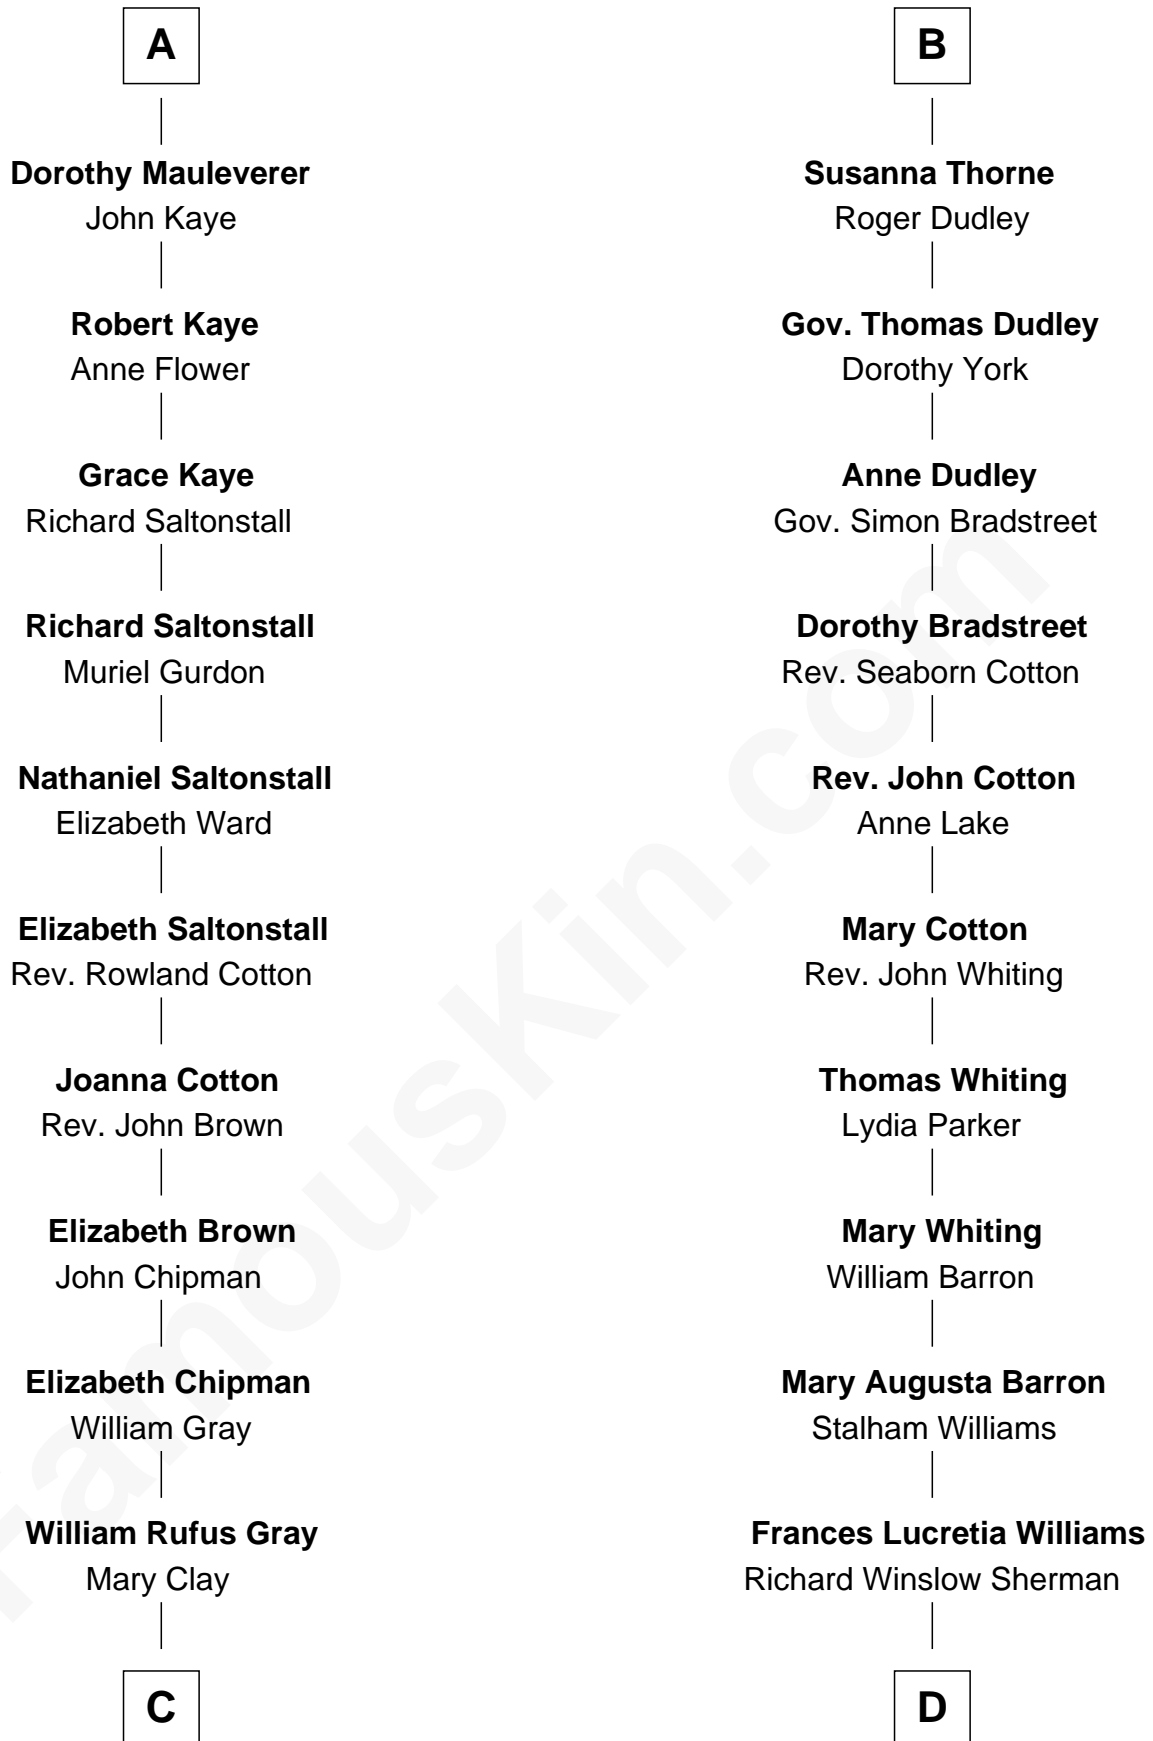 A
Dorothy Mauleverer
John Kaye
Robert Kaye
Anne Flower
Grace Kaye
Richard Saltonstall
Richard Saltonstall
Muriel Gurdon
Nathaniel Saltonstall
Elizabeth Ward
Elizabeth Saltonstall
Rev. Rowland Cotton
Joanna Cotton
Rev. John Brown
Elizabeth Brown
John Chipman
Elizabeth Chipman
William Gray
William Rufus Gray
Mary Clay
C
B
Susanna Thorne
Roger Dudley
Gov. Thomas Dudley
Dorothy York
Anne Dudley
Gov. Simon Bradstreet
Dorothy Bradstreet
Rev. Seaborn Cotton
Rev. John Cotton
Anne Lake
Mary Cotton
Rev. John Whiting
Thomas Whiting
Lydia Parker
Mary Whiting
William Barron
Mary Augusta Barron
Stalham Williams
Frances Lucretia Williams
Richard Winslow Sherman
D
FamousKin.com